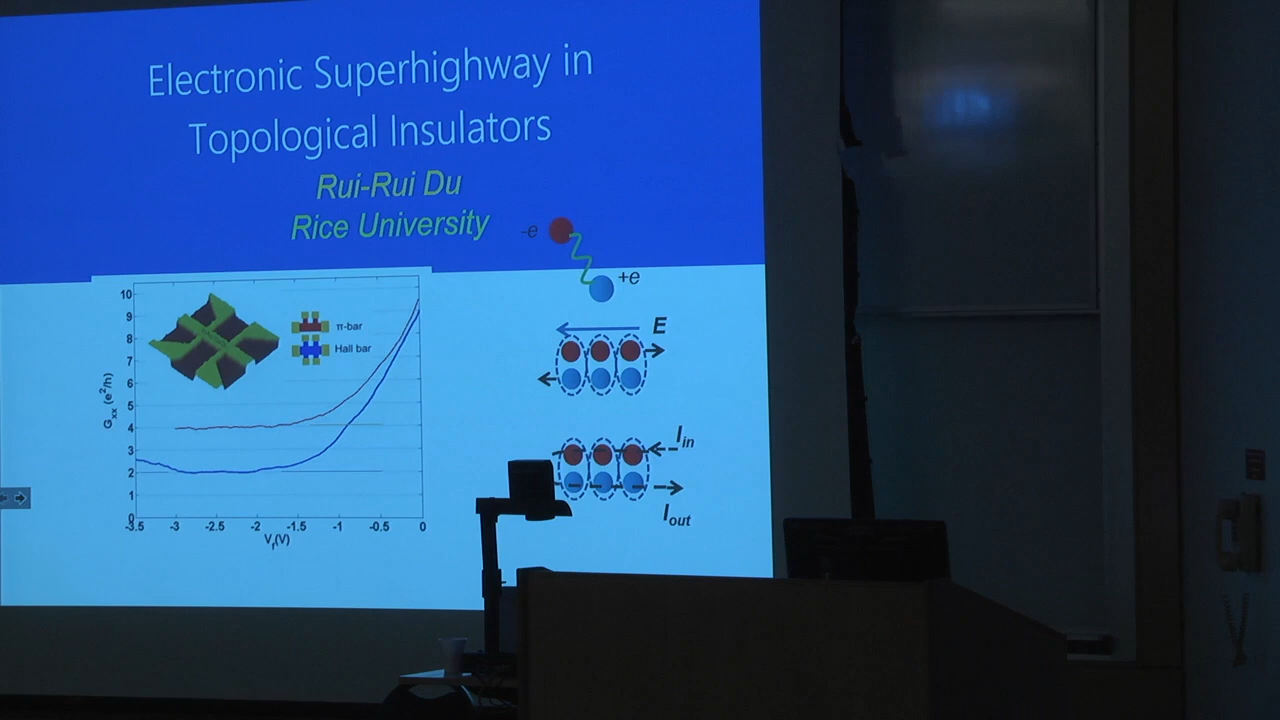 Electronic Superhighway in
Topological Insulators
Rui-Rui Du
Rice University
-e
+e
E
I_in
I_out
π-bar
Hall bar
G_xx (e²/h)
10
9
8
7
6
5
4
3
2
1
0
-3.5 -3 -2.5 -2 -1.5 -1 -0.5 0
V_f(V)